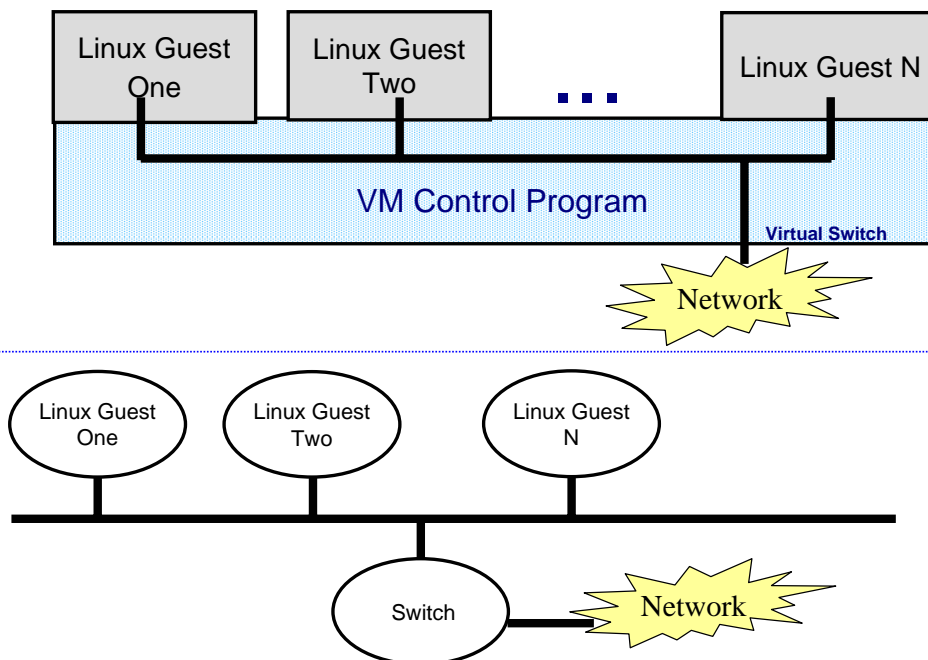 Linux Guest
One
Linux Guest
Two
Linux Guest N
VM Control Program
Virtual Switch
Network
Linux Guest
One
Linux Guest
Two
Linux Guest
N
Switch
Network